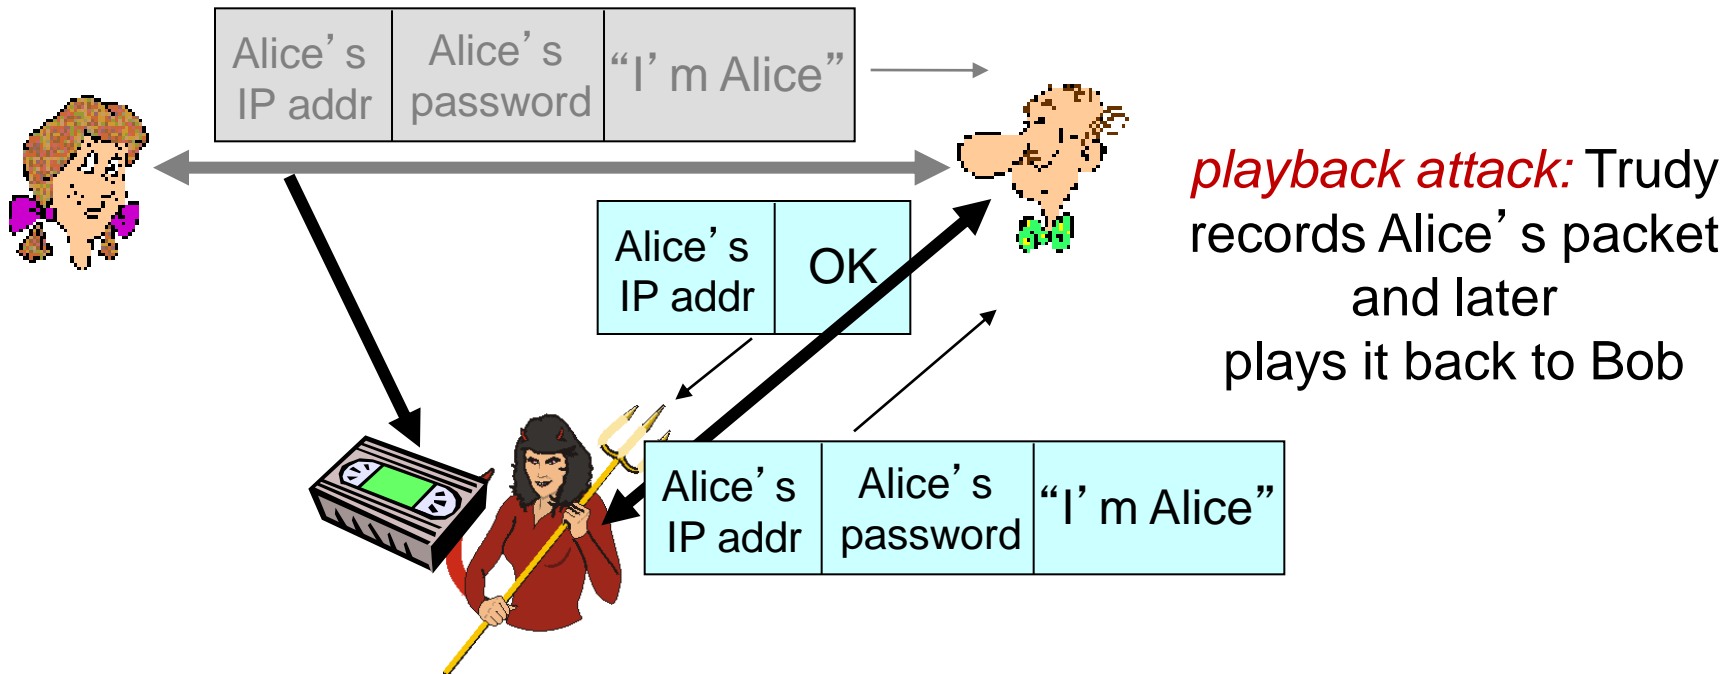 Alice’s
IP addr
Alice’s
password
“I’m Alice”
playback attack: Trudy
records Alice’s packet
and later
plays it back to Bob
Alice’s
IP addr
OK
Alice’s
IP addr
Alice’s
password
“I’m Alice”